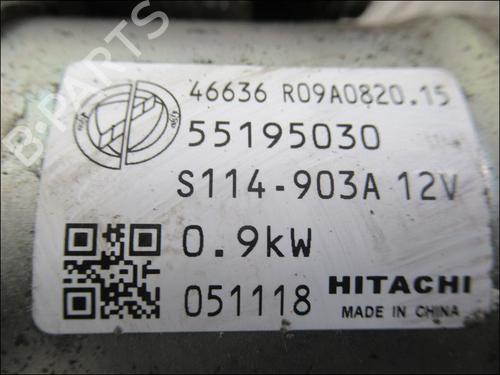 46636 R09A0820.15
55195030
S114-903A 12V
0.9kW
051118
HITACHI
MADE IN CHINA
B-PARTS